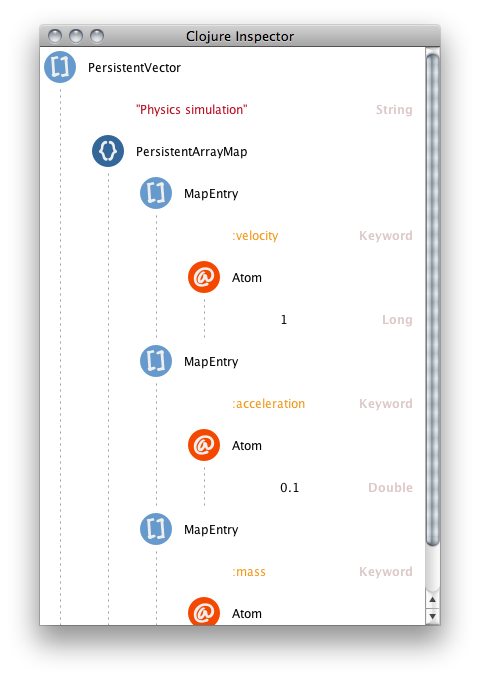 Clojure Inspector
[] PersistentVector
"Physics simulation" String
{} PersistentArrayMap
[] MapEntry
:velocity Keyword
@ Atom
1 Long
[] MapEntry
:acceleration Keyword
@ Atom
0.1 Double
[] MapEntry
:mass Keyword
@ Atom